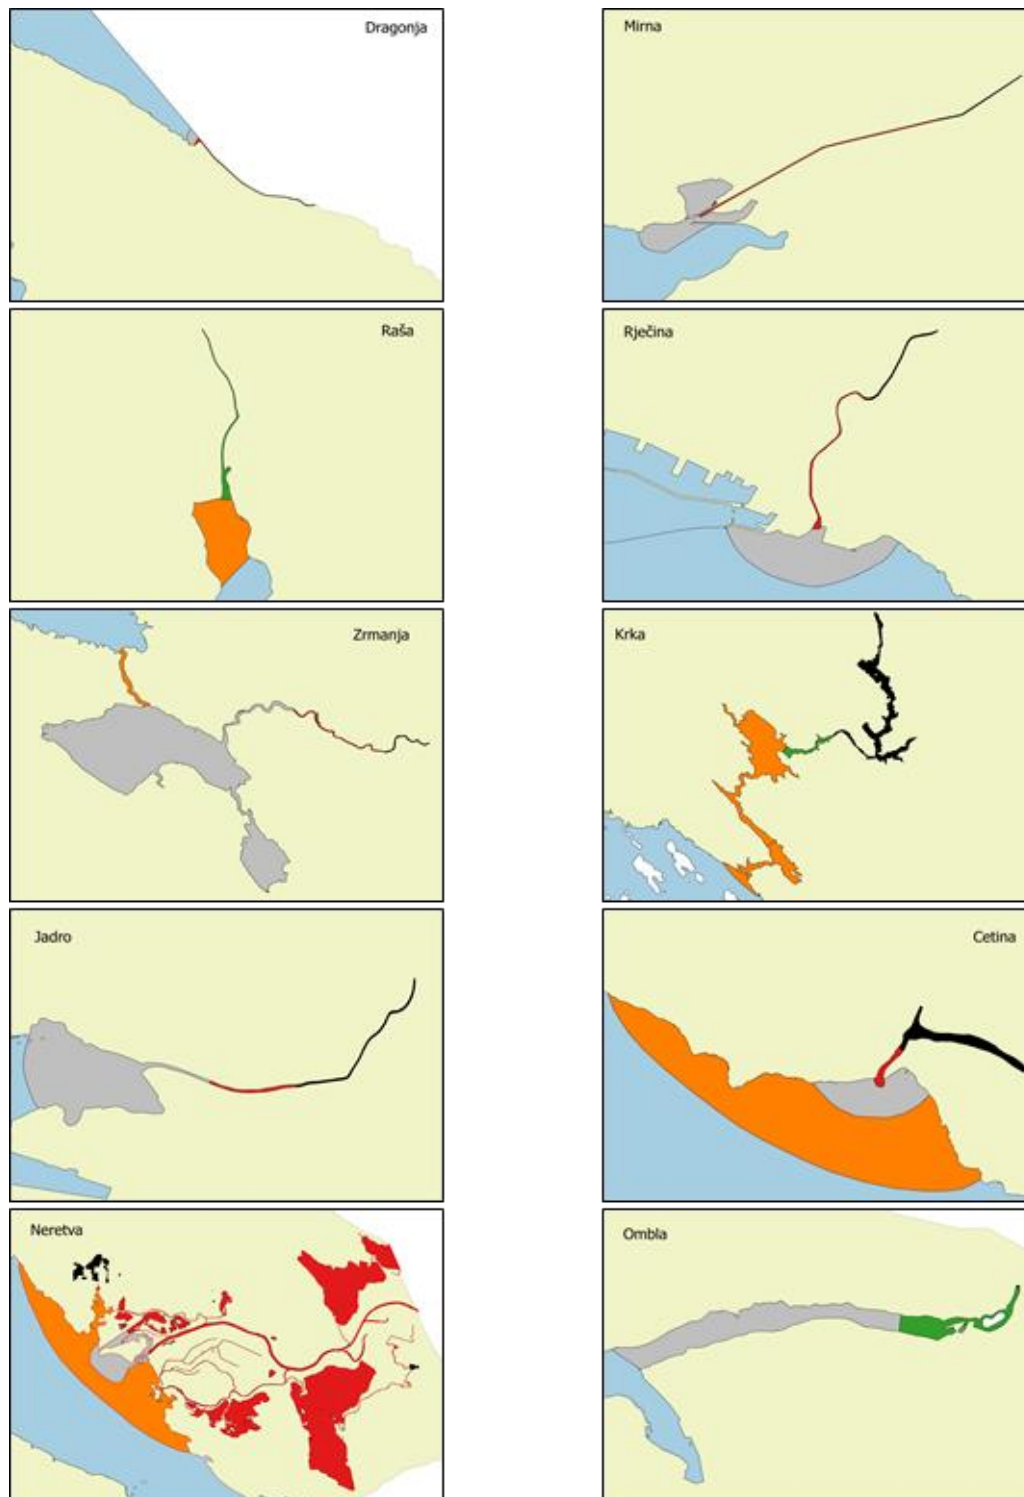 Dragonja
Mirna
Raša
Rječina
Zrmanja
Krka
Jadro
Cetina
Neretva
Ombla